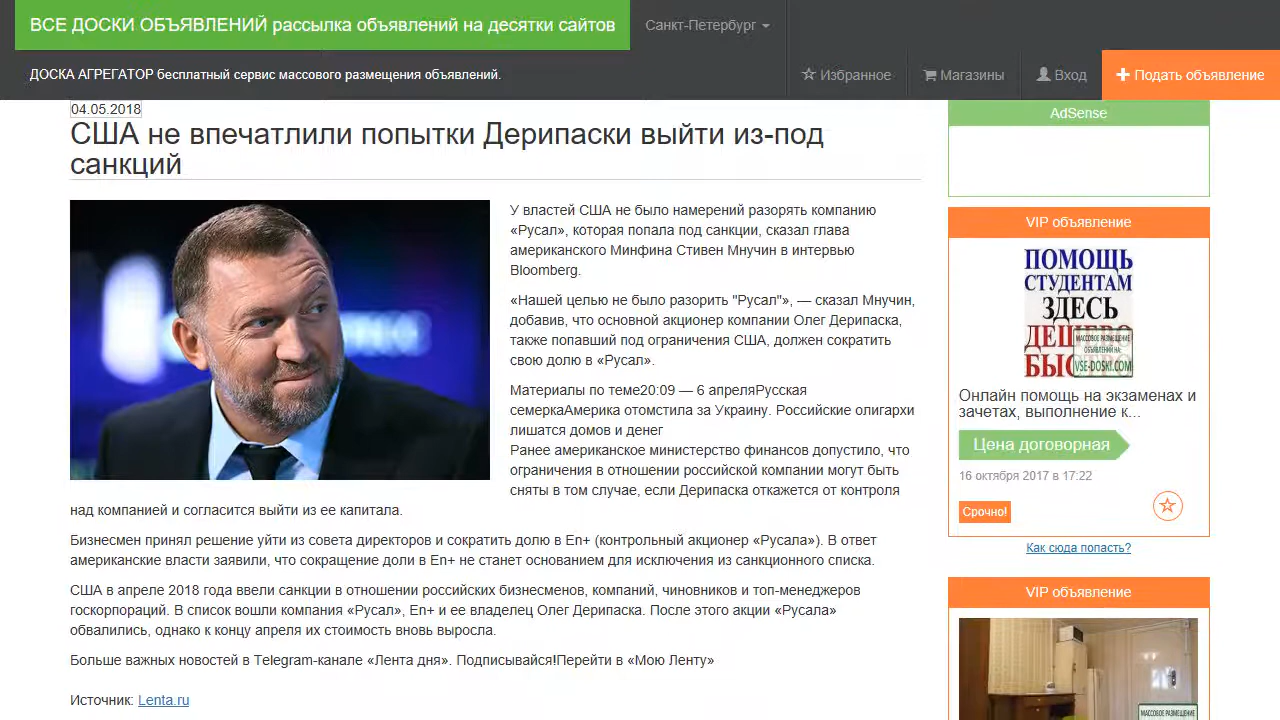 ВСЕ ДОСКИ ОБЪЯВЛЕНИЙ рассылка объявлений на десятки сайтов
Санкт-Петербург
ДОСКА АГРЕГАТОР бесплатный сервис массового размещения объявлений.
Избранное
Магазины
Вход
Подать объявление
04.05.2018
США не впечатлили попытки Дерипаски выйти из-под
санкций
У властей США не было намерений разорять компанию
«Русал», которая попала под санкции, сказал глава
американского Минфина Стивен Мнучин в интервью
Bloomberg.
«Нашей целью не было разорить "Русал"», — сказал Мнучин,
добавив, что основной акционер компании Олег Дерипаска,
также попавший под ограничения США, должен сократить
свою долю в «Русал».
Материалы по теме20:09 — 6 апреляРусская
семеркаАмерика отомстила за Украину. Российские олигархи
лишатся домов и денег
Ранее американское министерство финансов допустило, что
ограничения в отношении российской компании могут быть
сняты в том случае, если Дерипаска откажется от контроля
над компанией и согласится выйти из ее капитала.
Бизнесмен принял решение уйти из совета директоров и сократить долю в En+ (контрольный акционер «Русала»). В ответ
американские власти заявили, что сокращение доли в En+ не станет основанием для исключения из санкционного списка.
США в апреле 2018 года ввели санкции в отношении российских бизнесменов, компаний, чиновников и топ-менеджеров
госкорпораций. В список вошли компания «Русал», En+ и ее владелец Олег Дерипаска. После этого акции «Русала»
обвалились, однако к концу апреля их стоимость вновь выросла.
Больше важных новостей в Telegram-канале «Лента дня». Подписывайся!Перейти в «Мою Ленту»
Источник: Lenta.ru
AdSense
VIP объявление
ПОМОЩЬ
СТУДЕНТАМ
ЗДЕСЬ
ДЕШЕВО
БЫСТРО
МАССОВОЕ РАЗМЕЩЕНИЕ
ОБЪЯВЛЕНИЙ НА:
VSE-DOSKI.COM
Онлайн помощь на экзаменах и
зачетах, выполнение к...
Цена договорная
16 октября 2017 в 17:22
Срочно!
Как сюда попасть?
VIP объявление
МАССОВОЕ РАЗМЕЩЕНИЕ